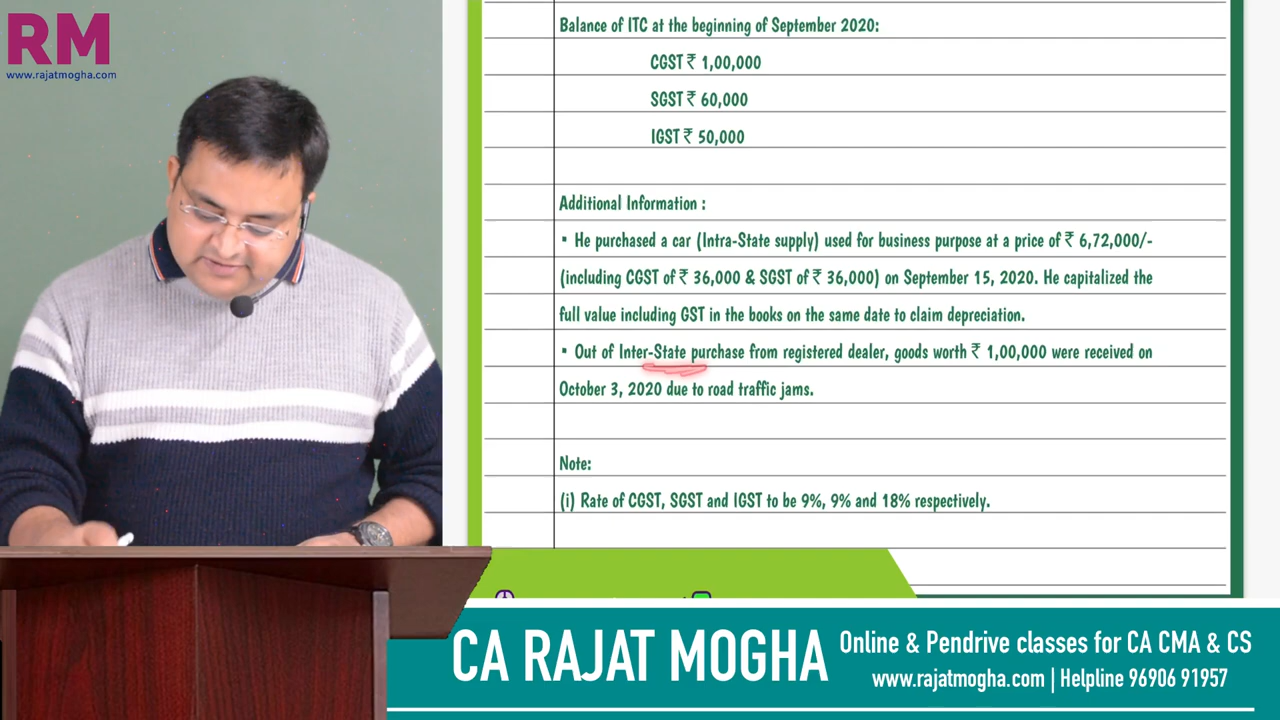 RM
www.rajatmogha.com
Balance of ITC at the beginning of September 2020:
CGST ₹ 1,00,000
SGST ₹ 60,000
IGST ₹ 50,000
Additional Information :
▪ He purchased a car (Intra-State supply) used for business purpose at a price of ₹ 6,72,000/-
(including CGST of ₹ 36,000 & SGST of ₹ 36,000) on September 15, 2020. He capitalized the
full value including GST in the books on the same date to claim depreciation.
▪ Out of Inter-State purchase from registered dealer, goods worth ₹ 1,00,000 were received on
October 3, 2020 due to road traffic jams.
Note:
(i) Rate of CGST, SGST and IGST to be 9%, 9% and 18% respectively.
CA RAJAT MOGHA
Online & Pendrive classes for CA CMA & CS
www.rajatmogha.com | Helpline 96906 91957